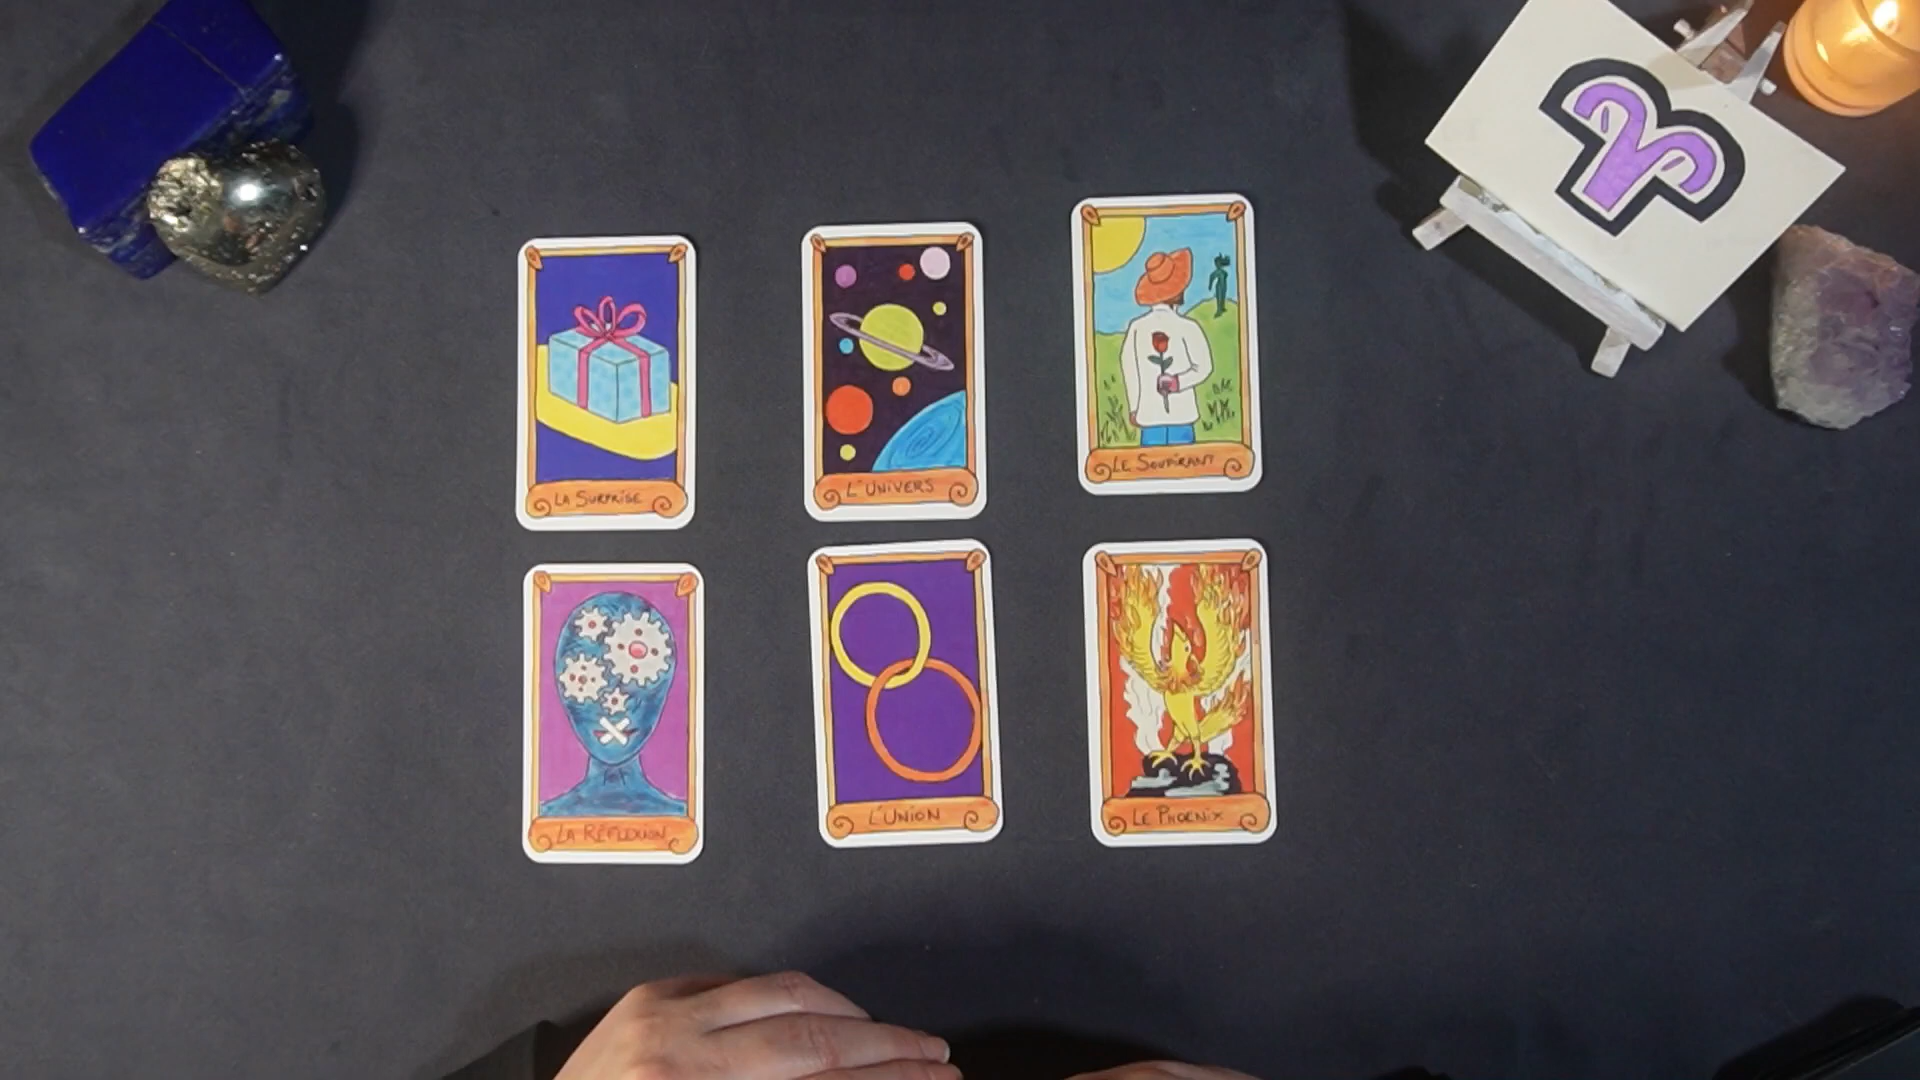 LA SURPRISE
L'UNIVERS
LE SOUPIRANT
LA RÉFLEXION
L'UNION
LE PHOENIX